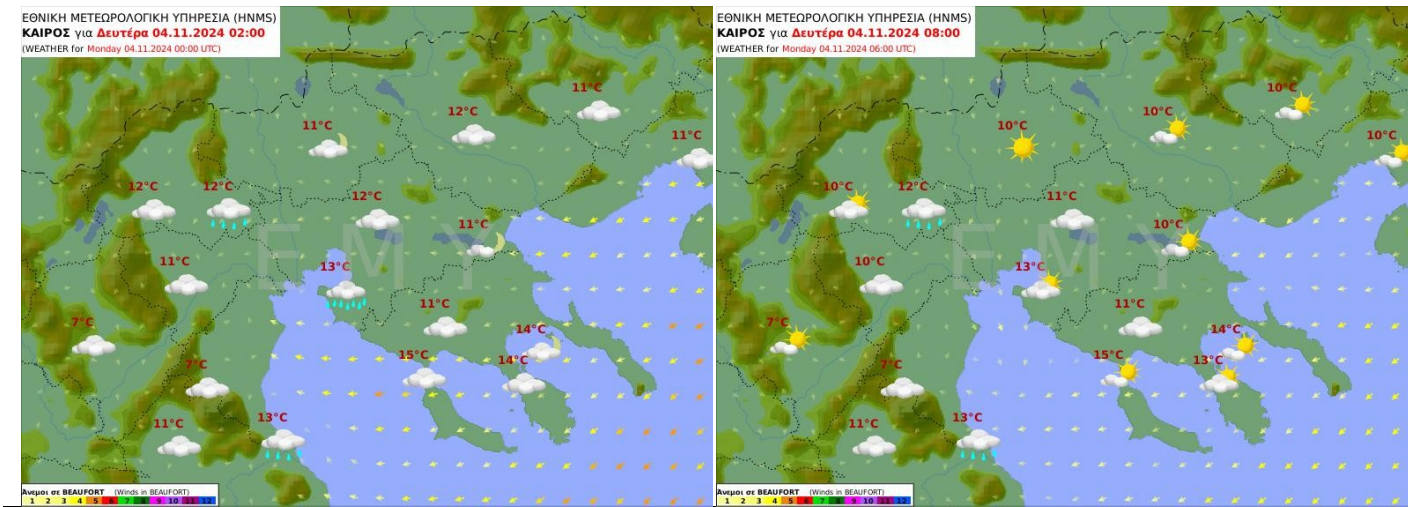 ΕΘΝΙΚΗ ΜΕΤΕΩΡΟΛΟΓΙΚΗ ΥΠΗΡΕΣΙΑ (HNMS)
ΚΑΙΡΟΣ για Δευτέρα 04.11.2024 02:00
(WEATHER for Monday 04.11.2024 00:00 UTC)
11°C
12°C
11°C
11°C
12°C
12°C
12°C
11°C
EMY
11°C
13°C
11°C
7°C
14°C
15°C
14°C
7°C
11°C
13°C
Άνεμοι σε BEAUFORT (Winds in BEAUFORT)
1 2 3 4 5 6 7 8 9 10 11 12
ΕΘΝΙΚΗ ΜΕΤΕΩΡΟΛΟΓΙΚΗ ΥΠΗΡΕΣΙΑ (HNMS)
ΚΑΙΡΟΣ για Δευτέρα 04.11.2024 08:00
(WEATHER for Monday 04.11.2024 06:00 UTC)
10°C
10°C
10°C
10°C
10°C
12°C
11°C
10°C
EMY
10°C
13°C
11°C
7°C
14°C
15°C
13°C
7°C
11°C
13°C
Άνεμοι σε BEAUFORT (Winds in BEAUFORT)
1 2 3 4 5 6 7 8 9 10 11 12